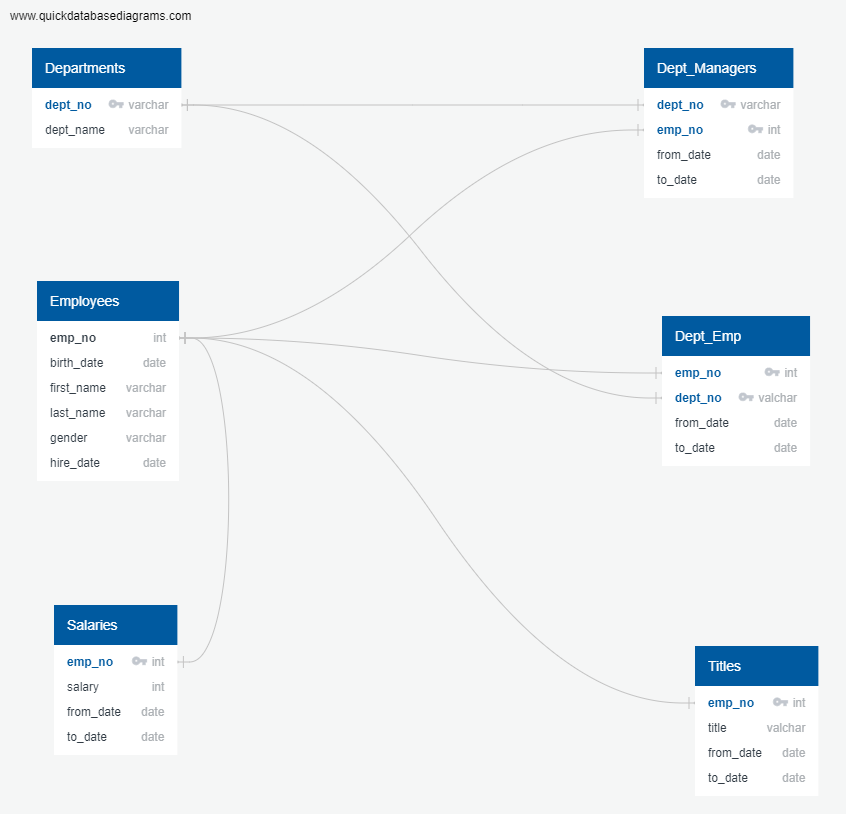 www.quickdatabasediagrams.com
Departments
dept_no varchar
dept_name varchar
Dept_Managers
dept_no varchar
emp_no int
from_date date
to_date date
Employees
emp_no int
birth_date date
first_name varchar
last_name varchar
gender varchar
hire_date date
Dept_Emp
emp_no int
dept_no valchar
from_date date
to_date date
Salaries
emp_no int
salary int
from_date date
to_date date
Titles
emp_no int
title valchar
from_date date
to_date date